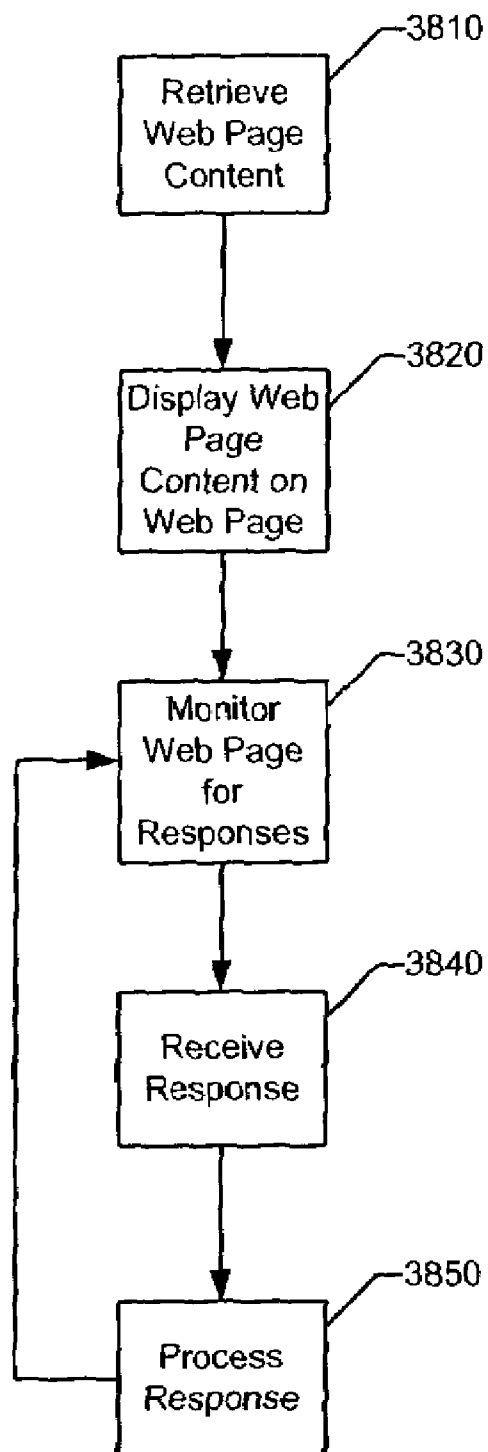 3810
Retrieve
Web Page
Content
3820
Display Web
Page
Content on
Web Page
3830
Monitor
Web Page
for
Responses
3840
Receive
Response
3850
Process
Response